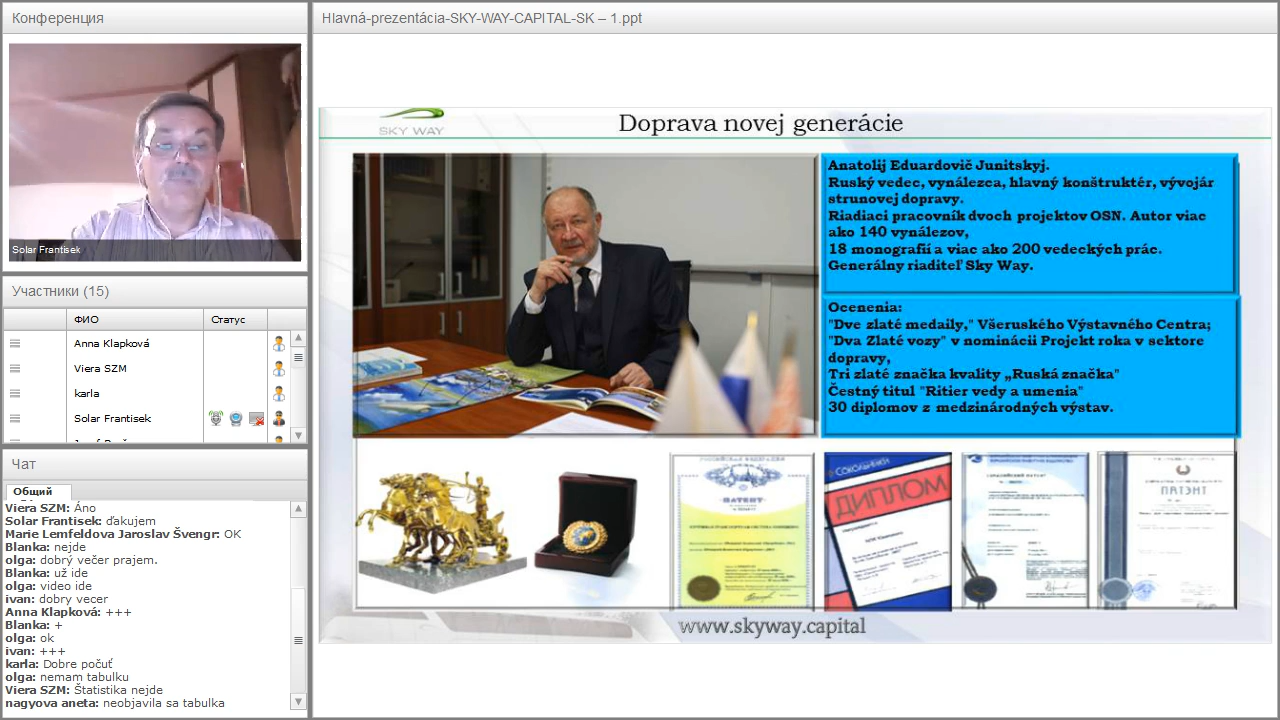 Конференция
Solar Frantisek
Участники (15)
ФИО
Статус
Anna Klapková
Viera SZM
karla
Solar Frantisek
Чат
Общий
Viera SZM: Áno
Solar Frantisek: ďakujem
Marie Lennfeldova Jaroslav Švengr: OK
Blanka: nejde
olga: dobrý večer prajem.
Blanka: už ide
olga: video ide
ivan: dobry vecer
Anna Klapková: +++
Blanka: +
olga: ok
ivan: +++
karla: Dobre počuť
olga: nemam tabulku
Viera SZM: Štatistika nejde
nagyova aneta: neobjavila sa tabulka
Hlavná-prezentácia-SKY-WAY-CAPITAL-SK – 1.ppt
SKY WAY
Doprava novej generácie
Anatolij Eduardovič Junitskyj.
Ruský vedec, vynálezca, hlavný konštruktér, vývojár
strunovej dopravy.
Riadiaci pracovník dvoch projektov OSN. Autor viac
ako 140 vynálezov,
18 monografií a viac ako 200 vedeckých prác.
Generálny riaditeľ Sky Way.
Ocenenia:
"Dve zlaté medaily," Všeruského Výstavného Centra;
"Dva Zlaté vozy" v nominácii Projekt roka v sektore
dopravy,
Tri zlaté značka kvality „Ruská značka"
Čestný titul "Ritier vedy a umenia"
30 diplomov z medzinárodných výstav.
ПАТЕНТ
СОКОЛЬНИКИ
ДИПЛОМ
ПАТЭНТ
www.skyway.capital